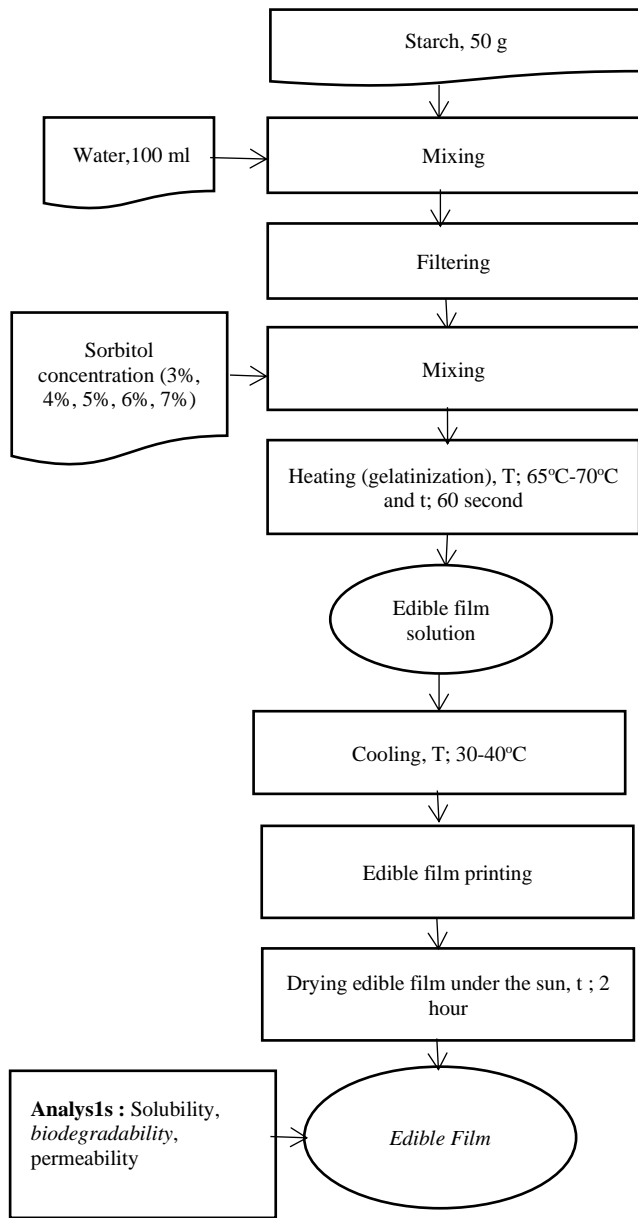 Starch, 50 g
Water,100 ml
Mixing
Filtering
Sorbitol
concentration (3%,
4%, 5%, 6%, 7%)
Mixing
Heating (gelatinization), T; 65ºC-70ºC
and t; 60 second
Edible film
solution
Cooling, T; 30-40ºC
Edible film printing
Drying edible film under the sun, t ; 2
hour
Analys1s : Solubility,
biodegradability,
permeability
Edible Film